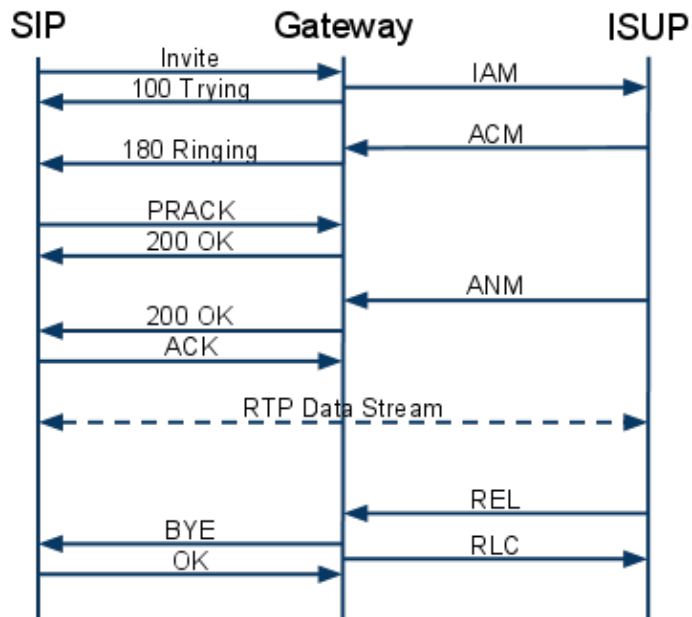 SIP Gateway ISUP
Invite
IAM
100 Trying
ACM
180 Ringing
PRACK
200 OK
ANM
200 OK
ACK
RTP Data Stream
REL
BYE
RLC
OK